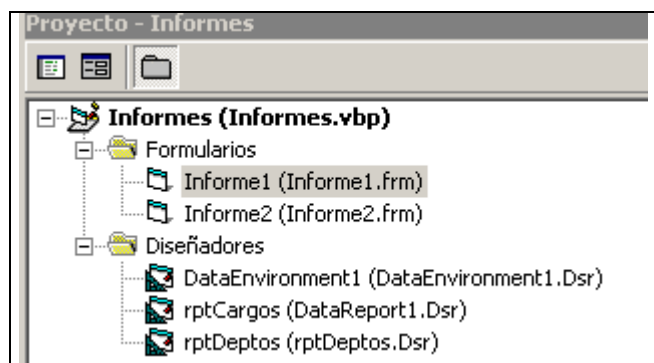 Proyecto - Informes
Informes (Informes.vbp)
Formularios
Informe1 (Informe1.frm)
Informe2 (Informe2.frm)
Diseñadores
DataEnvironment1 (DataEnvironment1.Dsr)
rptCargos (DataReport1.Dsr)
rptDeptos (rptDeptos.Dsr)